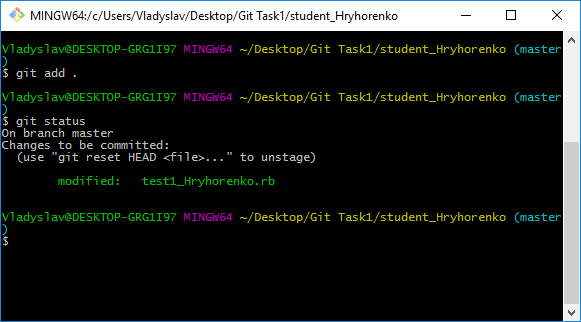 MINGW64:/c/Users/Vladyslav/Desktop/Git Task1/student_Hryhorenko
Vladyslav@DESKTOP-GRG1I97 MINGW64 ~/Desktop/Git Task1/student_Hryhorenko (master
)
$ git add .
Vladyslav@DESKTOP-GRG1I97 MINGW64 ~/Desktop/Git Task1/student_Hryhorenko (master
)
$ git status
On branch master
Changes to be committed:
  (use "git reset HEAD <file>..." to unstage)
        modified:   test1_Hryhorenko.rb
Vladyslav@DESKTOP-GRG1I97 MINGW64 ~/Desktop/Git Task1/student_Hryhorenko (master
)
$